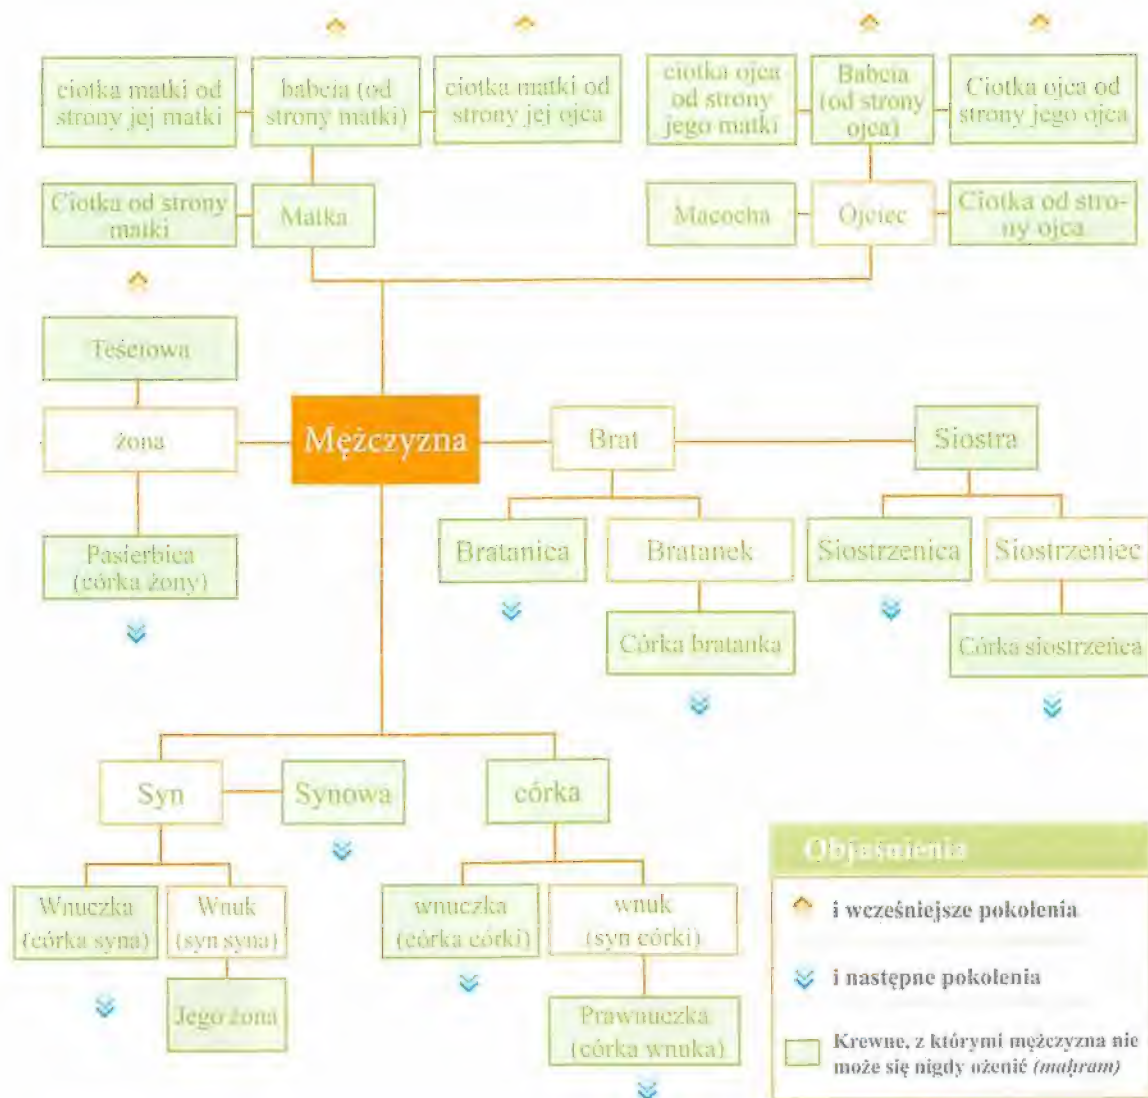 ciotka matki od
strony jej matki
babcia (od
strony matki)
ciotka matki od
strony jej ojca
ciotka ojca
od strony
jego matki
Babcia
(od strony
ojca)
Ciotka ojca od
strony jego ojca
Ciotka od strony
matki
Matka
Macocha
Ojciec
Ciotka od stro-
ny ojca
Teściowa
żona
Mężczyzna
Brat
Siostra
Pasierbica
(córka żony)
Bratanica
Bratanek
Siostrzenica
Siostrzeniec
Córka bratanka
Córka siostrzeńca
Syn
Synowa
córka
Wnuczka
(córka syna)
Wnuk
(syn syna)
wnuczka
(córka córki)
wnuk
(syn córki)
Jego żona
Prawnuczka
(córka wnuka)
Objaśnienia
i wcześniejsze pokolenia
i następne pokolenia
Krewne, z którymi mężczyzna nie
może się nigdy ożenić (maḥram)